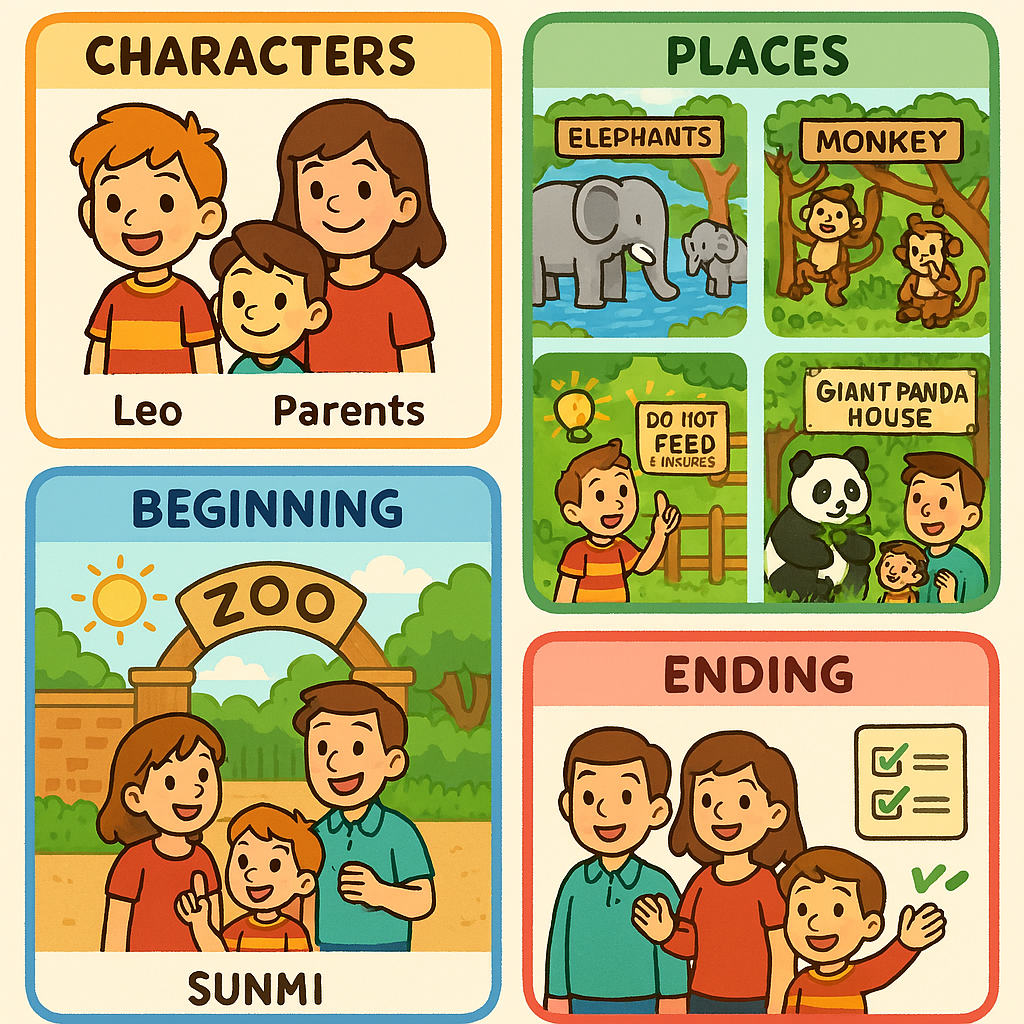 CHARACTERS
Leo
Parents
PLACES
ELEPHANTS
MONKEY
DO NOT
FEED
GIANT PANDA
HOUSE
BEGINNING
ZOO
SUNMI
ENDING